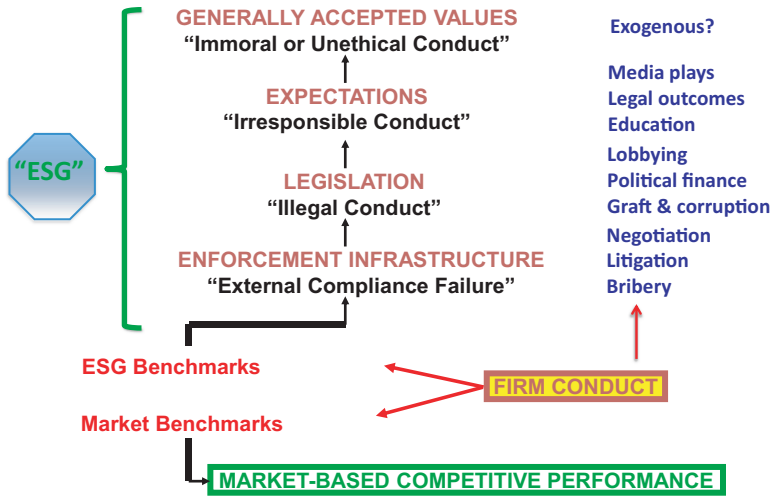 GENERALLY ACCEPTED VALUES
“Immoral or Unethical Conduct”
EXPECTATIONS
“Irresponsible Conduct”
“ESG”
LEGISLATION
“Illegal Conduct”
ENFORCEMENT INFRASTRUCTURE
“External Compliance Failure”
Exogenous?
Media plays
Legal outcomes
Education
Lobbying
Political finance
Graft & corruption
Negotiation
Litigation
Bribery
ESG Benchmarks
FIRM CONDUCT
Market Benchmarks
MARKET-BASED COMPETITIVE PERFORMANCE